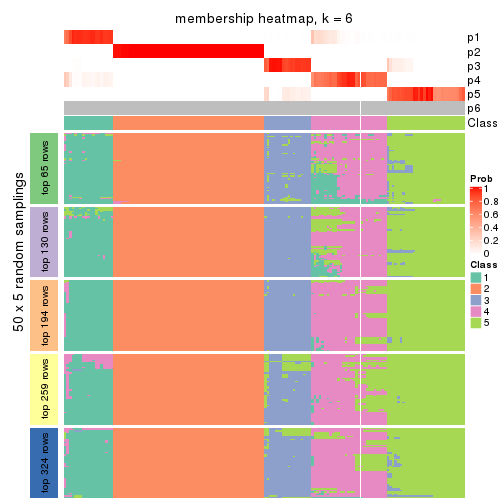 membership heatmap, k = 6
p1
p2
p3
p4
p5
p6
Class
50 x 5 random samplings
top 65 rows
top 130 rows
top 194 rows
top 259 rows
top 324 rows
Prob
1
0.8
0.6
0.4
0.2
0
Class
1
2
3
4
5